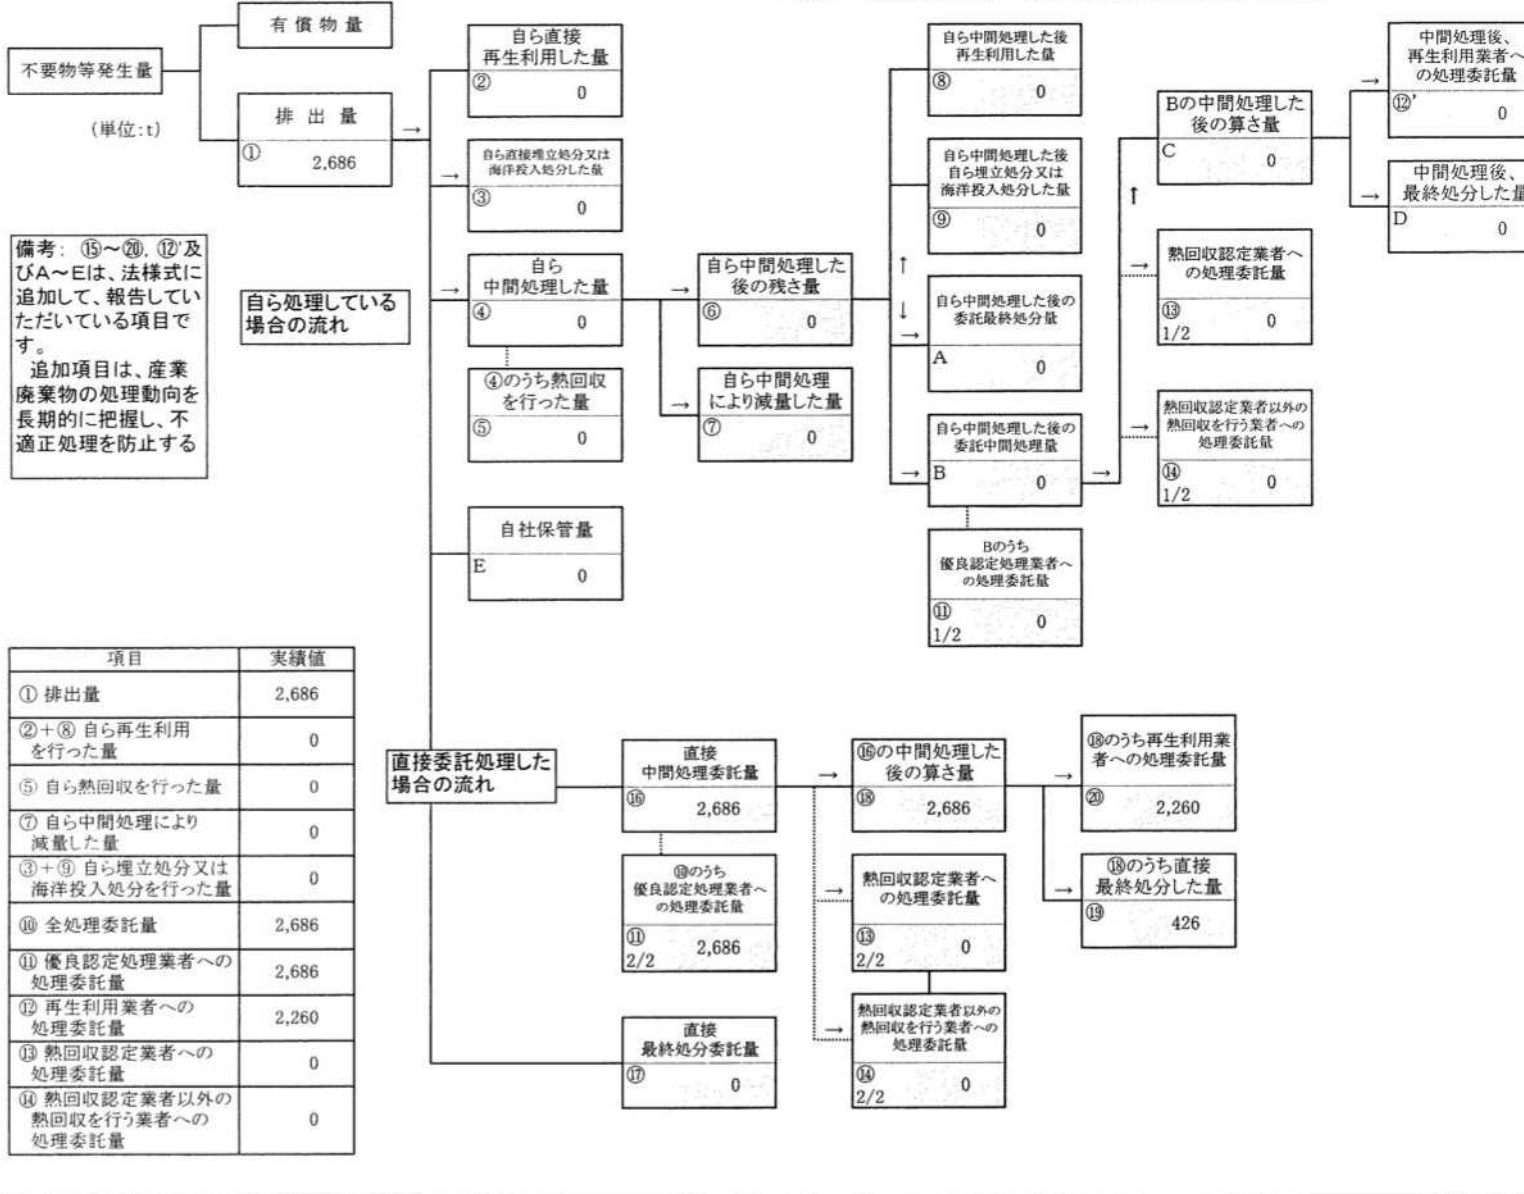 有 償 物 量
不要物等発生量
(単位:t)
排 出 量
①
2,686
→
自ら直接
再生利用した量
②
0
→
自ら直接埋立処分又は
海洋投入処分した量
③
0
備考: ⑮～⑳, ⑫'及
びA～Eは、法様式に
追加して、報告してい
ただいている項目で
す。
追加項目は、産業
廃棄物の処理動向を
長期的に把握し、不
適正処理を防止する
自ら処理している
場合の流れ
→
自ら
中間処理した量
④
0
④のうち熱回収
を行った量
⑤
0
自社保管量
E
0
→
自ら中間処理した
後の残さ量
⑥
0
→
自ら中間処理
により減量した量
⑦
0
自ら中間処理した後
再生利用した量
⑧
0
自ら中間処理した後
自ら埋立処分又は
海洋投入処分した量
⑨
0
↑
↓
→
自ら中間処理した後の
委託最終処分量
A
0
→
自ら中間処理した後の
委託中間処理量
B
0
→
Bのうち
優良認定処理業者へ
の処理委託量
⑪
1/2
0
Bの中間処理した
後の算さ量
C
0
↑
→
熱回収認定業者へ
の処理委託量
⑬
1/2
0
→
熱回収認定業者以外の
熱回収を行う業者への
処理委託量
⑭
1/2
0
→
中間処理後、
再生利用業者へ
の処理委託量
⑫'
0
→
中間処理後、
最終処分した量
D
0
項目 実績値
① 排出量 2,686
②+⑧ 自ら再生利用
を行った量 0
⑤ 自ら熱回収を行った量 0
⑦ 自ら中間処理により
減量した量 0
③+⑨ 自ら埋立処分又は
海洋投入処分を行った量 0
⑩ 全処理委託量 2,686
⑪ 優良認定処理業者への
処理委託量 2,686
⑫ 再生利用業者への
処理委託量 2,260
⑬ 熱回収認定業者への
処理委託量 0
⑭ 熱回収認定業者以外の
熱回収を行う業者への
処理委託量 0
直接委託処理した
場合の流れ
直接
中間処理委託量
⑯
2,686
→
⑩のうち
優良認定処理業者へ
の処理委託量
⑪
2/2
2,686
直接
最終処分委託量
⑰
0
⑯の中間処理した
後の算さ量
⑱
2,686
→
→
熱回収認定業者へ
の処理委託量
⑬
2/2
0
→
熱回収認定業者以外の
熱回収を行う業者への
処理委託量
⑭
2/2
0
⑱のうち再生利用業
者への処理委託量
⑳
2,260
→
⑱のうち直接
最終処分した量
⑲
426